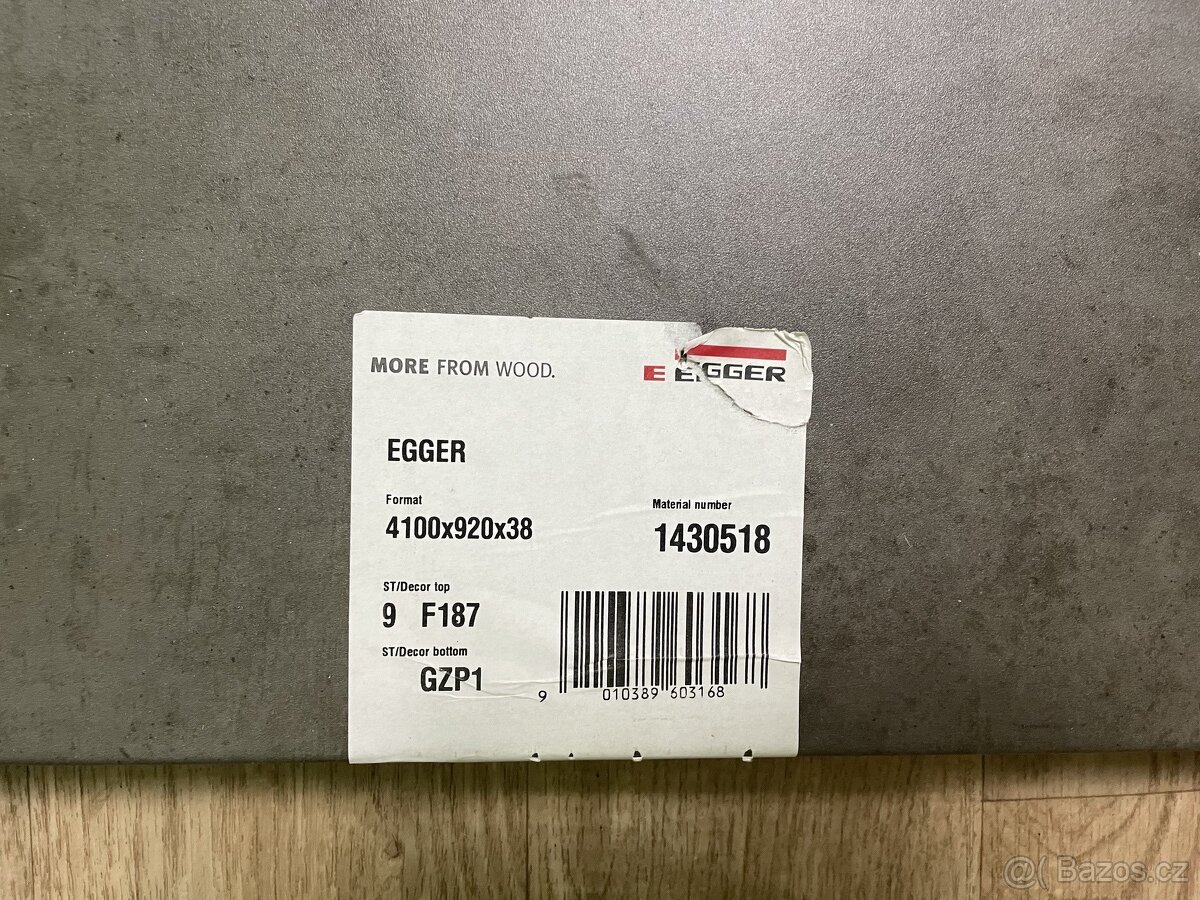 MORE FROM WOOD.
E EGGER
EGGER
Format
4100x920x38
Material number
1430518
ST/Decor top
9 F187
ST/Decor bottom
GZP1
9 010389 603168
@( Bazos.cz